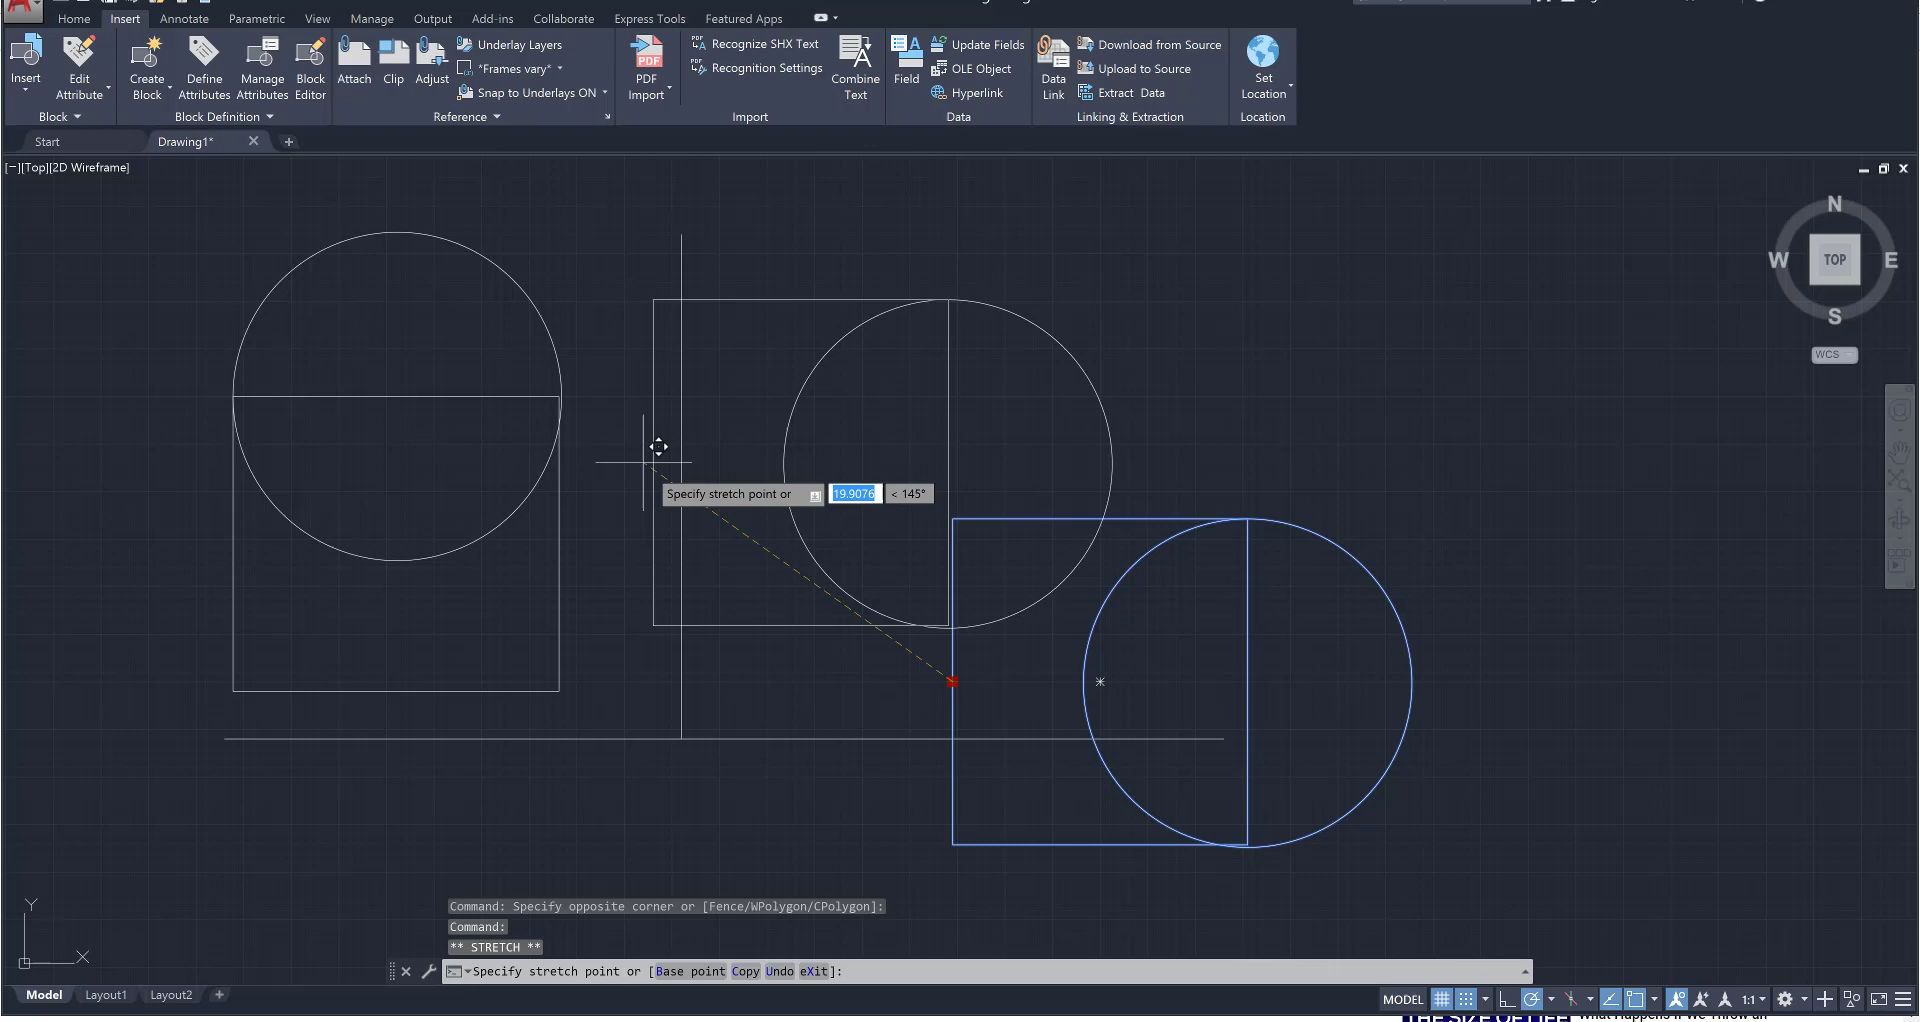 Home Insert Annotate Parametric View Manage Output Add-ins Collaborate Express Tools Featured Apps
Insert
Edit
Attribute
Block
Create
Block
Define
Attributes
Manage
Attributes
Block
Editor
Block Definition
Attach
Clip
Adjust
Underlay Layers
*Frames vary*
Snap to Underlays ON
Reference
PDF
PDF
Import
Recognize SHX Text
Recognition Settings
Combine
Text
Import
Field
Update Fields
OLE Object
Hyperlink
Data
Data
Link
Download from Source
Upload to Source
Extract Data
Linking & Extraction
Set
Location
Location
Start
Drawing1*
[−][Top][2D Wireframe]
N
W
TOP
E
S
WCS
Specify stretch point or 19.9076 < 145°
Y
X
Command: Specify opposite corner or [Fence/WPolygon/CPolygon]:
Command:
** STRETCH **
Specify stretch point or [Base point Copy Undo eXit]:
Model Layout1 Layout2
MODEL
1:1